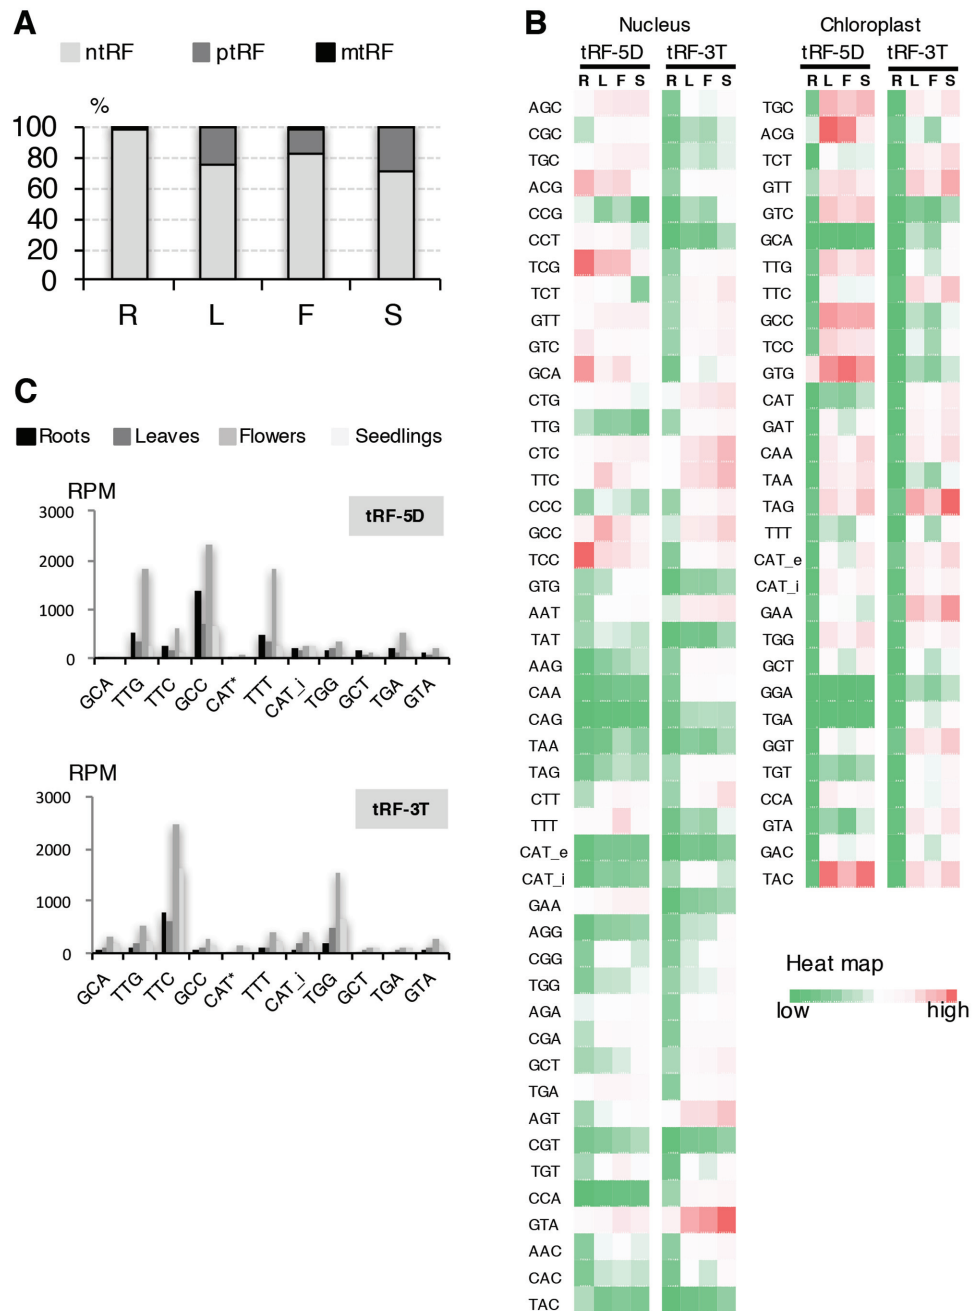 A
ntRF ptRF mtRF
%
100
80
60
40
20
0
R L F S
B
Nucleus Chloroplast
tRF-5D tRF-3T tRF-5D tRF-3T
R L F S R L F S R L F S R L F S
AGC
CGC
TGC
ACG
CCG
CCT
TCG
TCT
GTT
GTC
GCA
CTG
TTG
CTC
TTC
CCC
GCC
TCC
GTG
AAT
TAT
AAG
CAA
CAG
TAA
TAG
CTT
TTT
CAT_e
CAT_i
GAA
AGG
CGG
TGG
AGA
CGA
GCT
TGA
AGT
CGT
TGT
CCA
GTA
AAC
CAC
TAC
TGC
ACG
TCT
GTT
GTC
GCA
TTG
TTC
GCC
TCC
GTG
CAT
GAT
CAA
TAA
TAG
TTT
CAT_e
CAT_i
GAA
TGG
GCT
GGA
TGA
GGT
TGT
CCA
GTA
GAC
TAC
Heat map
low high
C
Roots Leaves Flowers Seedlings
RPM
tRF-5D
3000
2000
1000
0
GCA TTG TTC GCC CAT* TTT CAT_i TGG GCT TGA GTA
RPM
tRF-3T
3000
2000
1000
0
GCA TTG TTC GCC CAT* TTT CAT_i TGG GCT TGA GTA